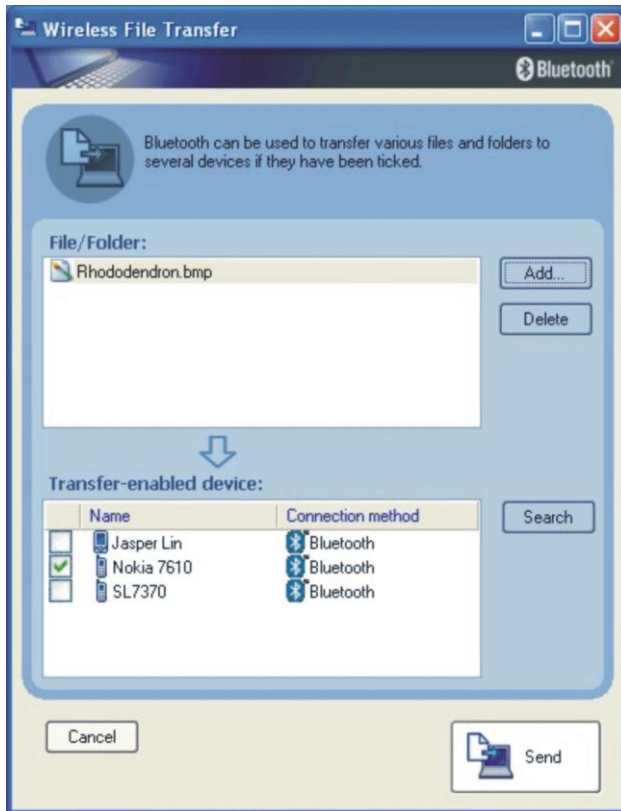 Wireless File Transfer
Bluetooth
Bluetooth can be used to transfer various files and folders to
several devices if they have been ticked.
File/Folder:
Rhododendron.bmp
Add...
Delete
Transfer-enabled device:
Name Connection method
Search
Jasper Lin Bluetooth
Nokia 7610 Bluetooth
SL7370 Bluetooth
Cancel
Send